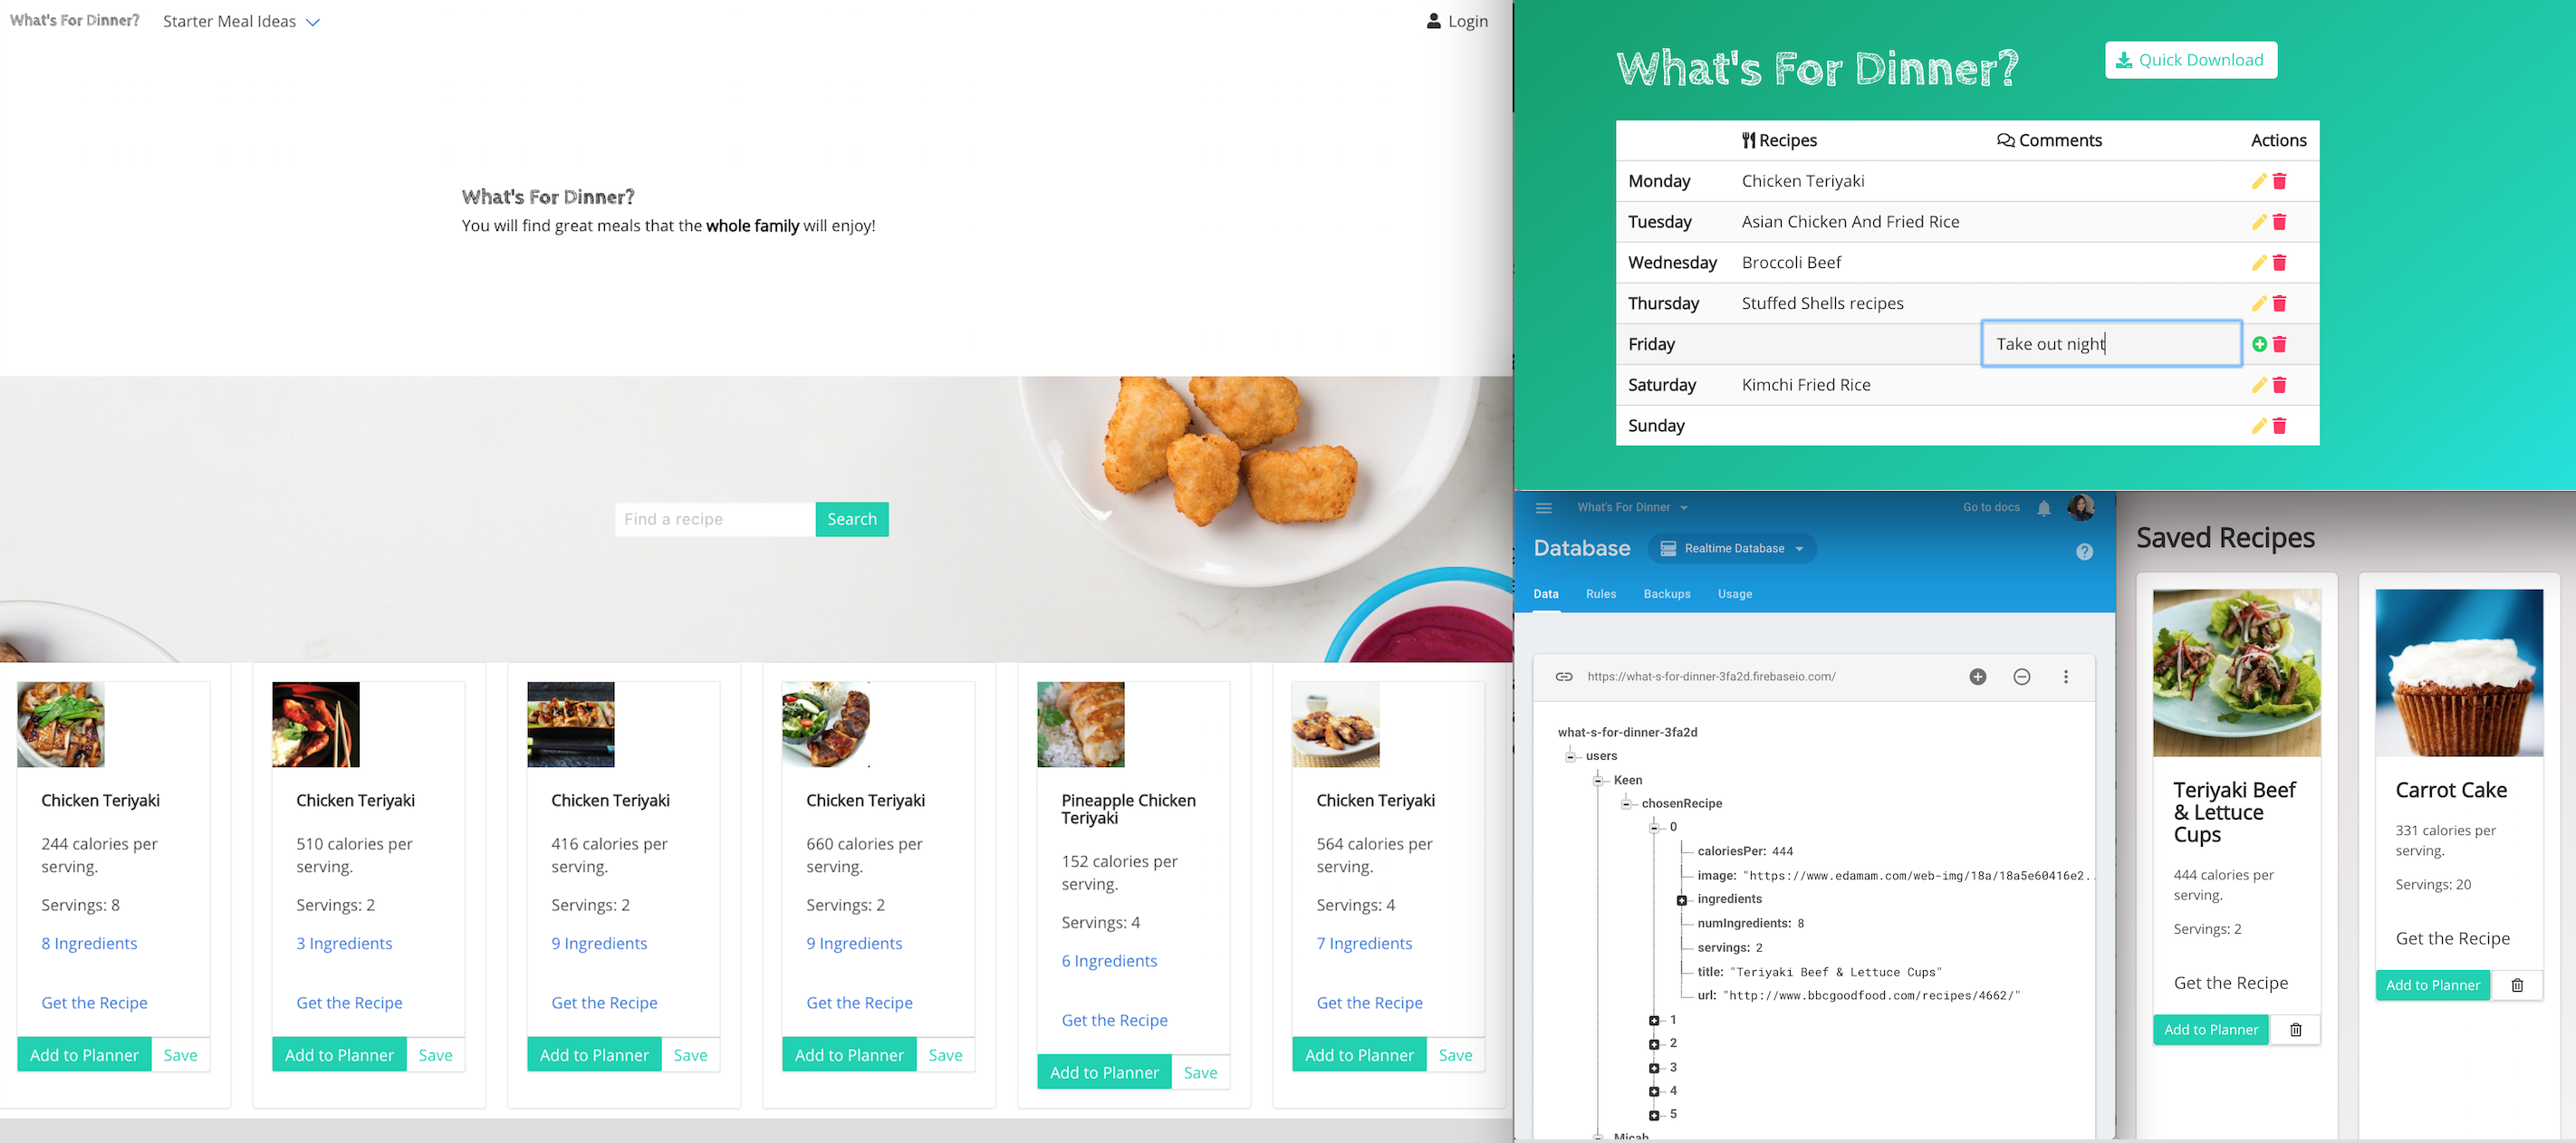 What's For Dinner?
Starter Meal Ideas
Login
What's For Dinner?
You will find great meals that the whole family will enjoy!
Find a recipe
Search
Chicken Teriyaki
244 calories per
serving.
Servings: 8
8 Ingredients
Get the Recipe
Add to Planner
Save
Chicken Teriyaki
510 calories per
serving.
Servings: 2
3 Ingredients
Get the Recipe
Add to Planner
Save
Chicken Teriyaki
416 calories per
serving.
Servings: 2
9 Ingredients
Get the Recipe
Add to Planner
Save
Chicken Teriyaki
660 calories per
serving.
Servings: 2
9 Ingredients
Get the Recipe
Add to Planner
Save
Pineapple Chicken
Teriyaki
152 calories per
serving.
Servings: 4
6 Ingredients
Get the Recipe
Add to Planner
Save
Chicken Teriyaki
564 calories per
serving.
Servings: 4
7 Ingredients
Get the Recipe
Add to Planner
Save
What's For Dinner?
Quick Download
Recipes Comments Actions
Monday Chicken Teriyaki
Tuesday Asian Chicken And Fried Rice
Wednesday Broccoli Beef
Thursday Stuffed Shells recipes
Friday Take out night
Saturday Kimchi Fried Rice
Sunday
What's For Dinner
Go to docs
Database
Realtime Database
?
Data Rules Backups Usage
https://what-s-for-dinner-3fa2d.firebaseio.com/
what-s-for-dinner-3fa2d
users
Keen
chosenRecipe
0
caloriesPer: 444
image: "https://www.edamam.com/web-img/18a/18a5e60416e2..
ingredients
numIngredients: 8
servings: 2
title: "Teriyaki Beef & Lettuce Cups"
url: "http://www.bbcgoodfood.com/recipes/4662/"
1
2
3
4
5
Micah
Saved Recipes
Teriyaki Beef
& Lettuce
Cups
444 calories per
serving.
Servings: 2
Get the Recipe
Add to Planner
Carrot Cake
331 calories per
serving.
Servings: 20
Get the Recipe
Add to Planner